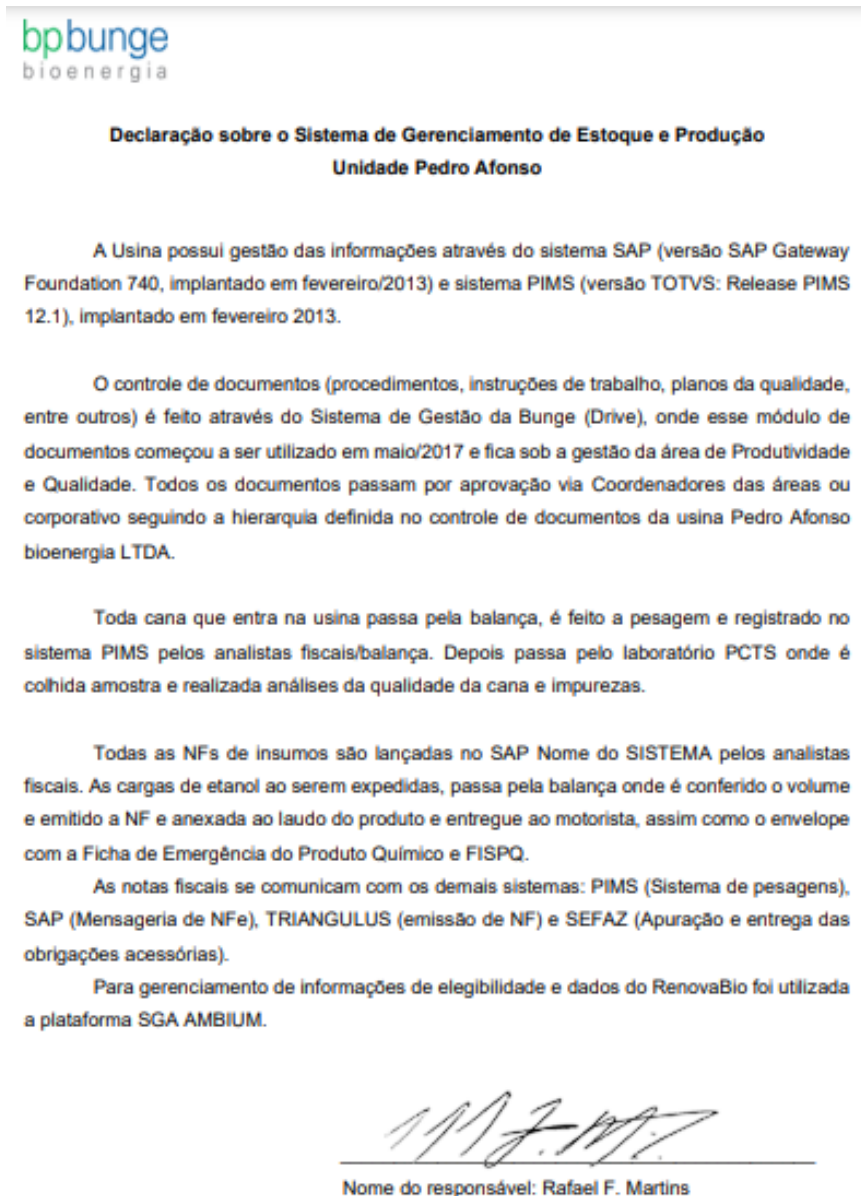 bpbunge
bioenergia
Declaração sobre o Sistema de Gerenciamento de Estoque e Produção
Unidade Pedro Afonso
A Usina possui gestão das informações através do sistema SAP (versão SAP Gateway
Foundation 740, implantado em fevereiro/2013) e sistema PIMS (versão TOTVS: Release PIMS
12.1), implantado em fevereiro 2013.
O controle de documentos (procedimentos, instruções de trabalho, planos da qualidade,
entre outros) é feito através do Sistema de Gestão da Bunge (Drive), onde esse módulo de
documentos começou a ser utilizado em maio/2017 e fica sob a gestão da área de Produtividade
e Qualidade. Todos os documentos passam por aprovação via Coordenadores das áreas ou
corporativo seguindo a hierarquia definida no controle de documentos da usina Pedro Afonso
bioenergia LTDA.
Toda cana que entra na usina passa pela balança, é feito a pesagem e registrado no
sistema PIMS pelos analistas fiscais/balança. Depois passa pelo laboratório PCTS onde é
colhida amostra e realizada análises da qualidade da cana e impurezas.
Todas as NFs de insumos são lançadas no SAP Nome do SISTEMA pelos analistas
fiscais. As cargas de etanol ao serem expedidas, passa pela balança onde é conferido o volume
e emitido a NF e anexada ao laudo do produto e entregue ao motorista, assim como o envelope
com a Ficha de Emergência do Produto Químico e FISPQ.
As notas fiscais se comunicam com os demais sistemas: PIMS (Sistema de pesagens),
SAP (Mensageria de NFe), TRIANGULUS (emissão de NF) e SEFAZ (Apuração e entrega das
obrigações acessórias).
Para gerenciamento de informações de elegibilidade e dados do RenovaBio foi utilizada
a plataforma SGA AMBIUM.
Nome do responsável: Rafael F. Martins